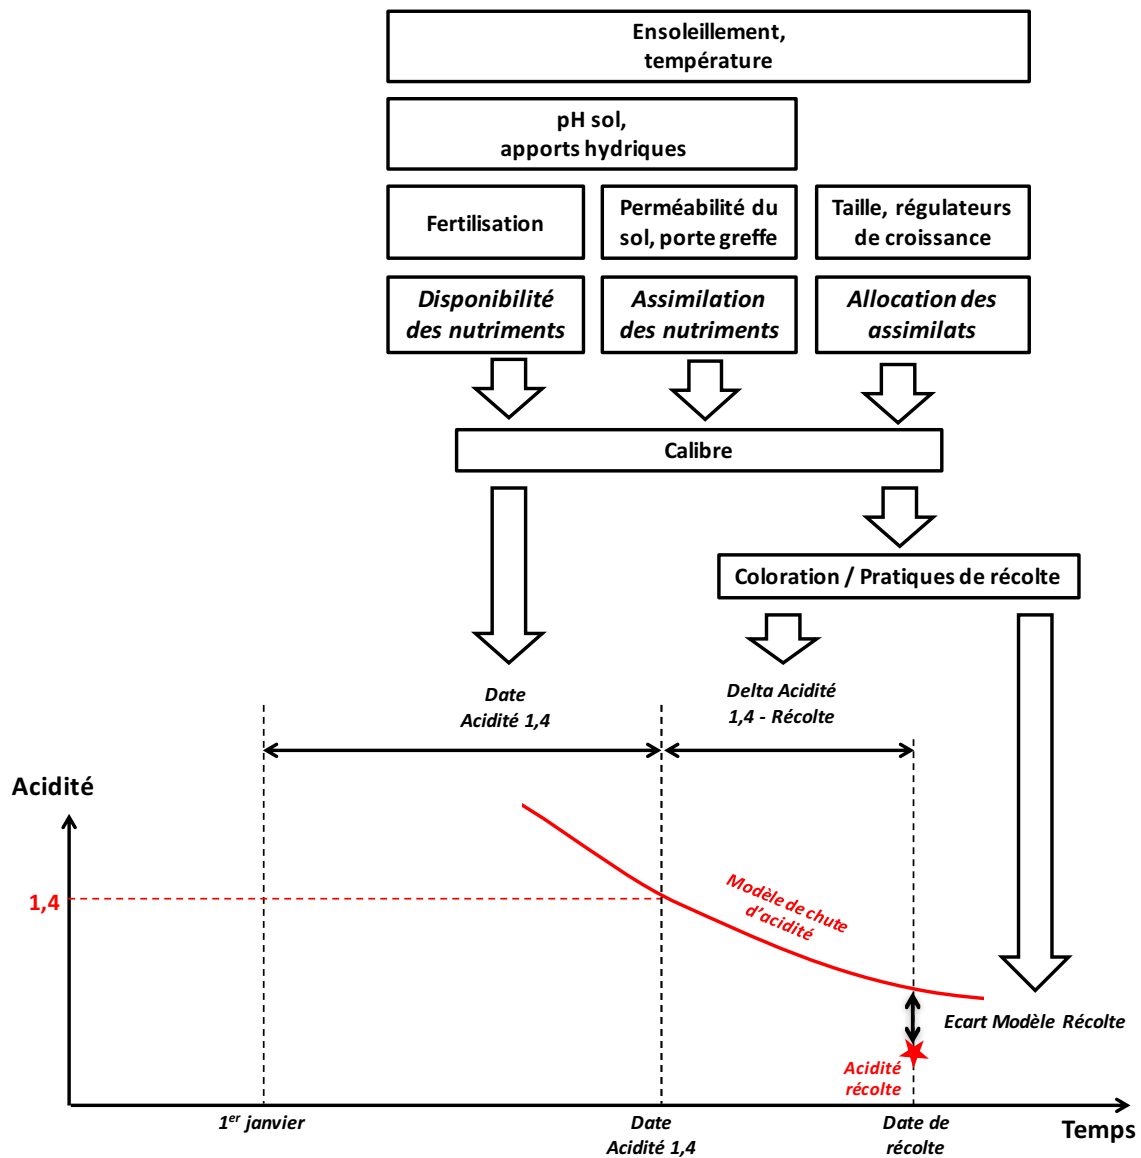 Ensoleillement,
température
pH sol,
apports hydriques
Fertilisation
Perméabilité du
sol, porte greffe
Taille, régulateurs
de croissance
Disponibilité
des nutriments
Assimilation
des nutriments
Allocation des
assimilats
Calibre
Coloration / Pratiques de récolte
Date
Acidité 1,4
Delta Acidité
1,4 - Récolte
Acidité
1,4
Modèle de chute
d'acidité
Ecart Modèle Récolte
Acidité
récolte
1er janvier
Date
Acidité 1,4
Date de
récolte
Temps